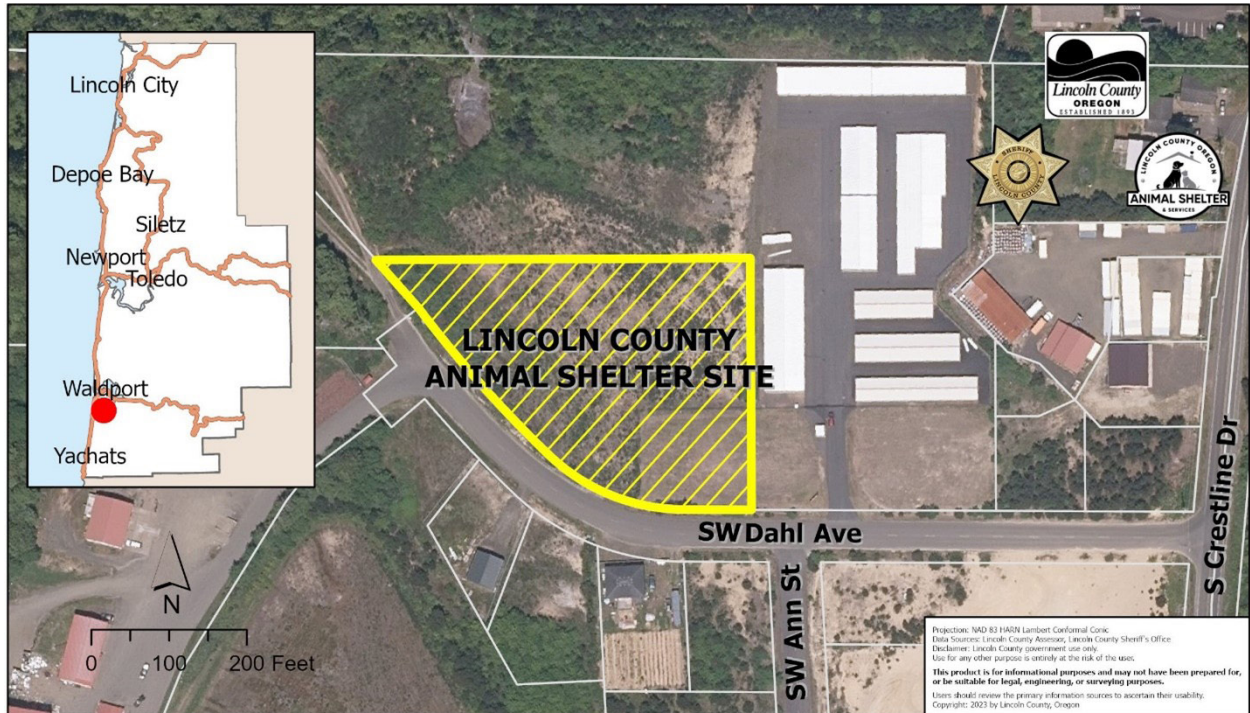 Lincoln City
Depoe Bay
Siletz
Newport
Toledo
Waldport
Yachats
Lincoln County
OREGON
ESTABLISHED 1893
SHERIFF
LINCOLN COUNTY
LINCOLN COUNTY OREGON
ANIMAL SHELTER
& SERVICES
LINCOLN COUNTY
ANIMAL SHELTER SITE
SW Dahl Ave
SW Ann St
S Crestline Dr
N
0 100 200 Feet
Projection: NAD 83 HARN Lambert Conformal Conic
Data Sources: Lincoln County Assessor, Lincoln County Sheriff's Office
Disclaimer: Lincoln County government use only.
Use for any other purpose is entirely at the risk of the user.
This product is for informational purposes and may not have been prepared for,
or be suitable for legal, engineering, or surveying purposes.
Users should review the primary information sources to ascertain their usability.
Copyright: 2023 by Lincoln County, Oregon